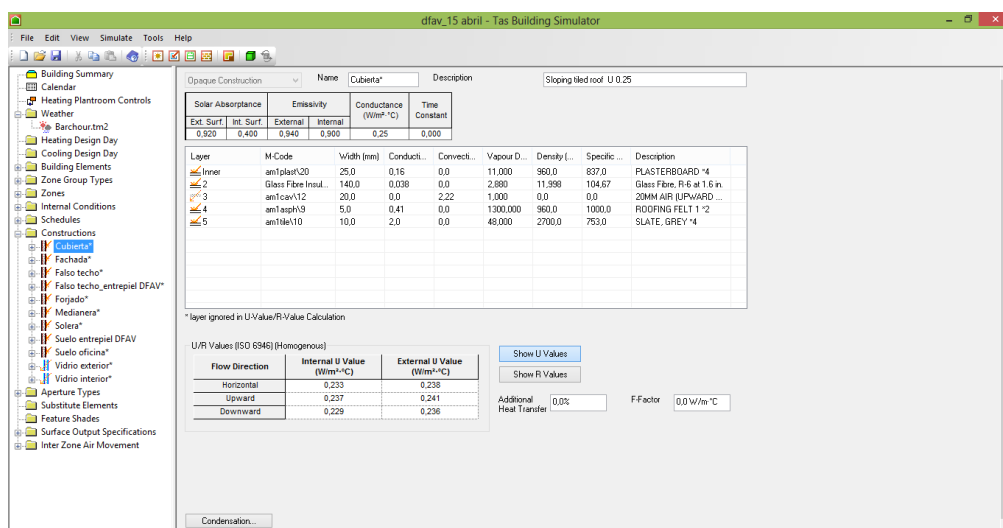 dfav_15 abril - Tas Building Simulator
File Edit View Simulate Tools Help
Building Summary
Calendar
Heating Plantroom Controls
Weather
Barchour.tm2
Heating Design Day
Cooling Design Day
Building Elements
Zone Group Types
Zones
Internal Conditions
Schedules
Constructions
Cubierta*
Fachada*
Falso techo*
Falso techo_entrepiel DFAV*
Forjado*
Medianera*
Solera*
Suelo entrepiel DFAV
Suelo oficina*
Vidrio exterior*
Vidrio interior*
Aperture Types
Substitute Elements
Feature Shades
Surface Output Specifications
Inter Zone Air Movement
Opaque Construction Name Cubierta* Description Sloping tiled roof U 0.25
Solar Absorptance Emissivity Conductance (W/m²·°C) Time Constant
Ext. Surf. Int. Surf. External Internal
0,920 0,400 0,940 0,900 0,25 0,000
Layer M-Code Width (mm) Conducti... Convecti... Vapour D... Density (... Specific ... Description
Inner am1plast\20 25,0 0,16 0,0 11,000 960,0 837,0 PLASTERBOARD *4
2 Glass Fibre Insul... 140,0 0,038 0,0 2,880 11,998 104,67 Glass Fibre, R-6 at 1.6 in.
3 am1cav\12 20,0 0,0 2,22 1,000 0,0 0,0 20MM AIR (UPWARD ...
4 am1asph\9 5,0 0,41 0,0 1300,000 960,0 1000,0 ROOFING FELT 1 *2
5 am1tile\10 10,0 2,0 0,0 48,000 2700,0 753,0 SLATE, GREY *4
* layer ignored in U-Value/R-Value Calculation
U/R Values (ISO 6946) (Homogenous)
Flow Direction Internal U Value (W/m²·°C) External U Value (W/m²·°C)
Horizontal 0,233 0,238
Upward 0,237 0,241
Downward 0,229 0,236
Show U Values
Show R Values
Additional Heat Transfer 0,0% F-Factor 0,0 W/m·°C
Condensation...